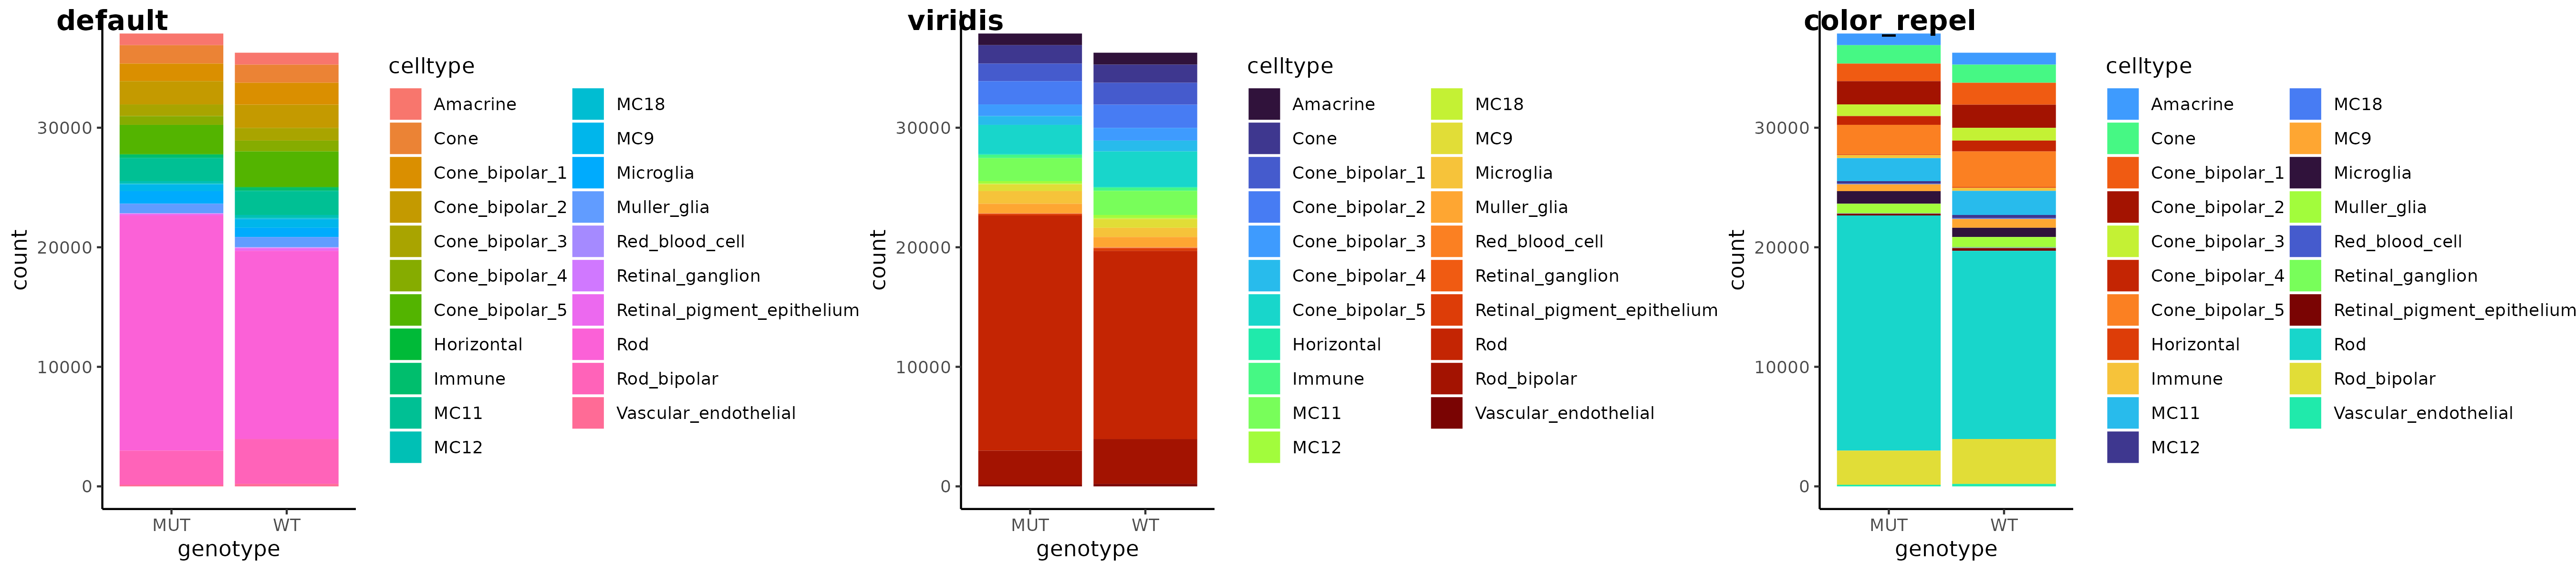 default
count
30000
20000
10000
0
MUT WT
genotype
celltype
Amacrine MC18
Cone MC9
Cone_bipolar_1 Microglia
Cone_bipolar_2 Muller_glia
Cone_bipolar_3 Red_blood_cell
Cone_bipolar_4 Retinal_ganglion
Cone_bipolar_5 Retinal_pigment_epithelium
Horizontal Rod
Immune Rod_bipolar
MC11 Vascular_endothelial
MC12
viridis
count
30000
20000
10000
0
MUT WT
genotype
celltype
Amacrine MC18
Cone MC9
Cone_bipolar_1 Microglia
Cone_bipolar_2 Muller_glia
Cone_bipolar_3 Red_blood_cell
Cone_bipolar_4 Retinal_ganglion
Cone_bipolar_5 Retinal_pigment_epithelium
Horizontal Rod
Immune Rod_bipolar
MC11 Vascular_endothelial
MC12
color_repel
count
30000
20000
10000
0
MUT WT
genotype
celltype
Amacrine MC18
Cone MC9
Cone_bipolar_1 Microglia
Cone_bipolar_2 Muller_glia
Cone_bipolar_3 Red_blood_cell
Cone_bipolar_4 Retinal_ganglion
Cone_bipolar_5 Retinal_pigment_epithelium
Horizontal Rod
Immune Rod_bipolar
MC11 Vascular_endothelial
MC12